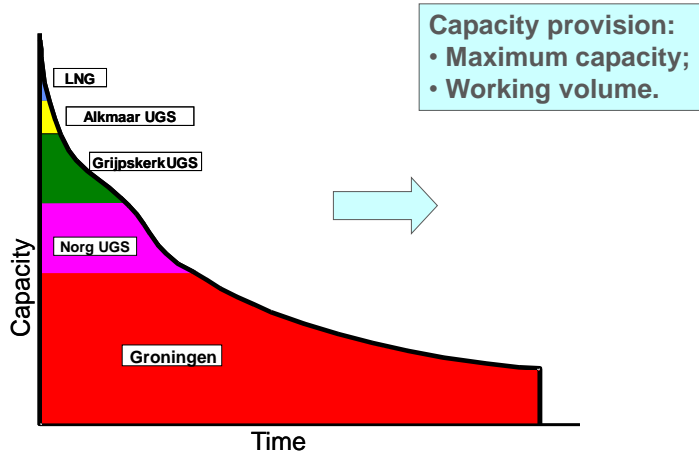 Capacity provision:
• Maximum capacity;
• Working volume.
LNG
Alkmaar UGS
GrijpskerkUGS
Norg UGS
Groningen
Capacity
Time